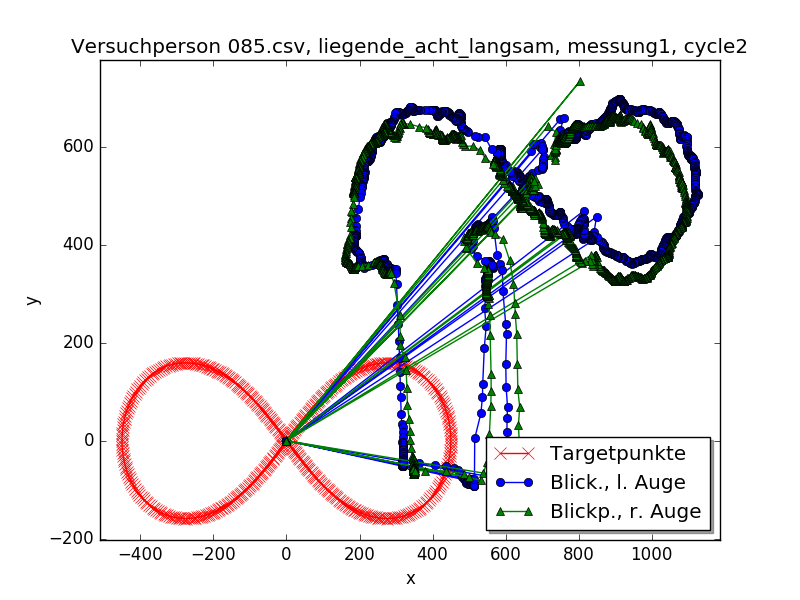 Versuchperson 085.csv, liegende_acht_langsam, messung1, cycle2
y
600
400
200
0
−200
−400
−200
0
200
400
600
800
1000
x
Targetpunkte
Blick., l. Auge
Blickp., r. Auge